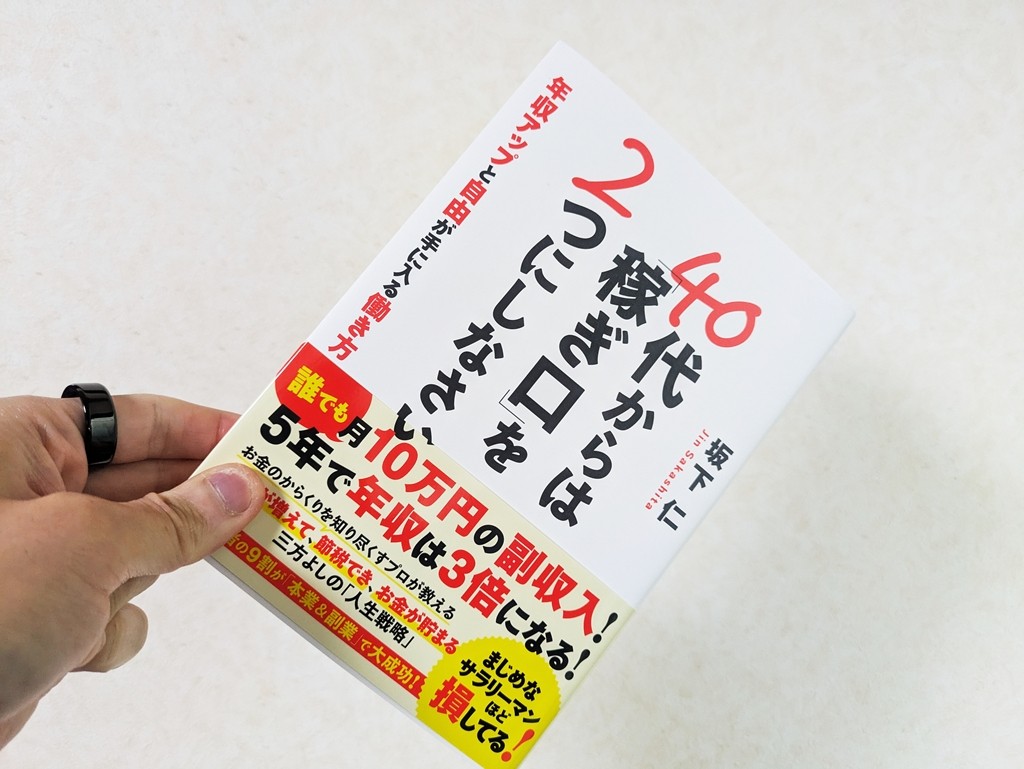 40代からは
「稼ぎ口」を
2つにしなさい
年収アップと自由が手に入る働き方
坂下 仁
Jin Sakashita
誰でも月10万円の副収入!
5年で年収は3倍になる!
お金のからくりを知り尽くすプロが教える
増えて、節税でき、お金が貯まる
三方よしの「人生戦略」
の9割が「本業&副業」で大成功!
まじめな
サラリーマン
ほど
損してる!